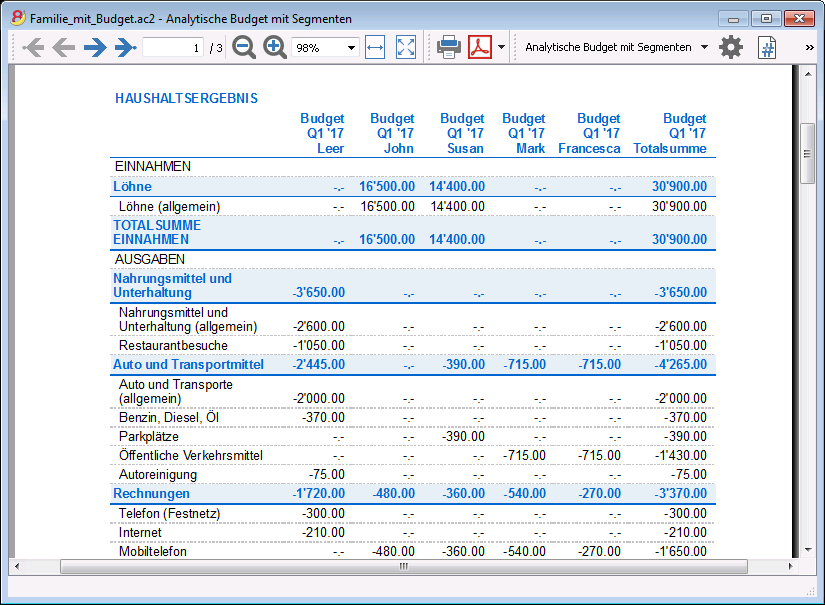 Familie_mit_Budget.ac2 - Analytische Budget mit Segmenten
1 / 3 98% Analytische Budget mit Segmenten »
HAUSHALTSERGEBNIS
Budget Budget Budget Budget Budget Budget
Q1 '17 Q1 '17 Q1 '17 Q1 '17 Q1 '17 Q1 '17
Leer John Susan Mark Francesca Totalsumme
EINNAHMEN
Löhne -.- 16'500.00 14'400.00 -.- -.- 30'900.00
Löhne (allgemein) -.- 16'500.00 14'400.00 -.- -.- 30'900.00
TOTALSUMME
EINNAHMEN -.- 16'500.00 14'400.00 -.- -.- 30'900.00
AUSGABEN
Nahrungsmittel und
Unterhaltung -3'650.00 -.- -.- -.- -.- -3'650.00
Nahrungsmittel und
Unterhaltung (allgemein) -2'600.00 -.- -.- -.- -.- -2'600.00
Restaurantbesuche -1'050.00 -.- -.- -.- -.- -1'050.00
Auto und Transportmittel -2'445.00 -.- -390.00 -715.00 -715.00 -4'265.00
Auto und Transporte
(allgemein) -2'000.00 -.- -.- -.- -.- -2'000.00
Benzin, Diesel, Öl -370.00 -.- -.- -.- -.- -370.00
Parkplätze -.- -.- -390.00 -.- -.- -390.00
Öffentliche Verkehrsmittel -.- -.- -.- -715.00 -715.00 -1'430.00
Autoreinigung -75.00 -.- -.- -.- -.- -75.00
Rechnungen -1'720.00 -480.00 -360.00 -540.00 -270.00 -3'370.00
Telefon (Festnetz) -300.00 -.- -.- -.- -.- -300.00
Internet -210.00 -.- -.- -.- -.- -210.00
Mobiltelefon -.- -480.00 -360.00 -540.00 -270.00 -1'650.00